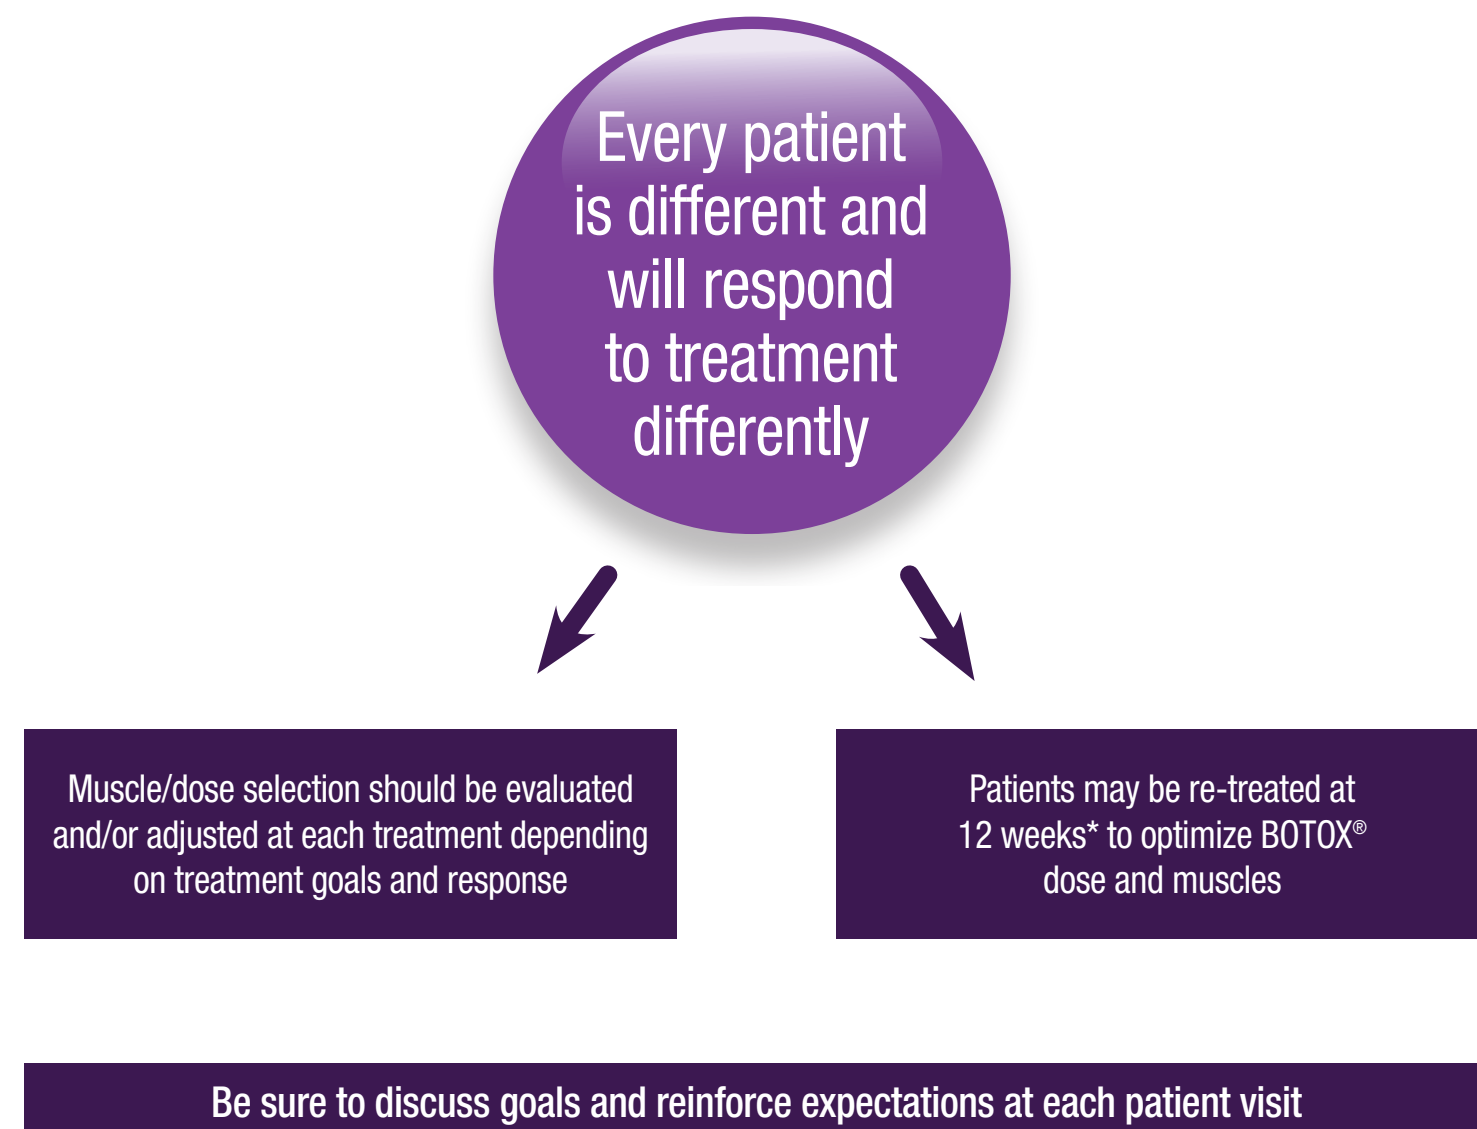 Every patient
is different and
will respond
to treatment
differently
Muscle/dose selection should be evaluated
and/or adjusted at each treatment depending
on treatment goals and response
Patients may be re-treated at
12 weeks* to optimize BOTOX®
dose and muscles
Be sure to discuss goals and reinforce expectations at each patient visit